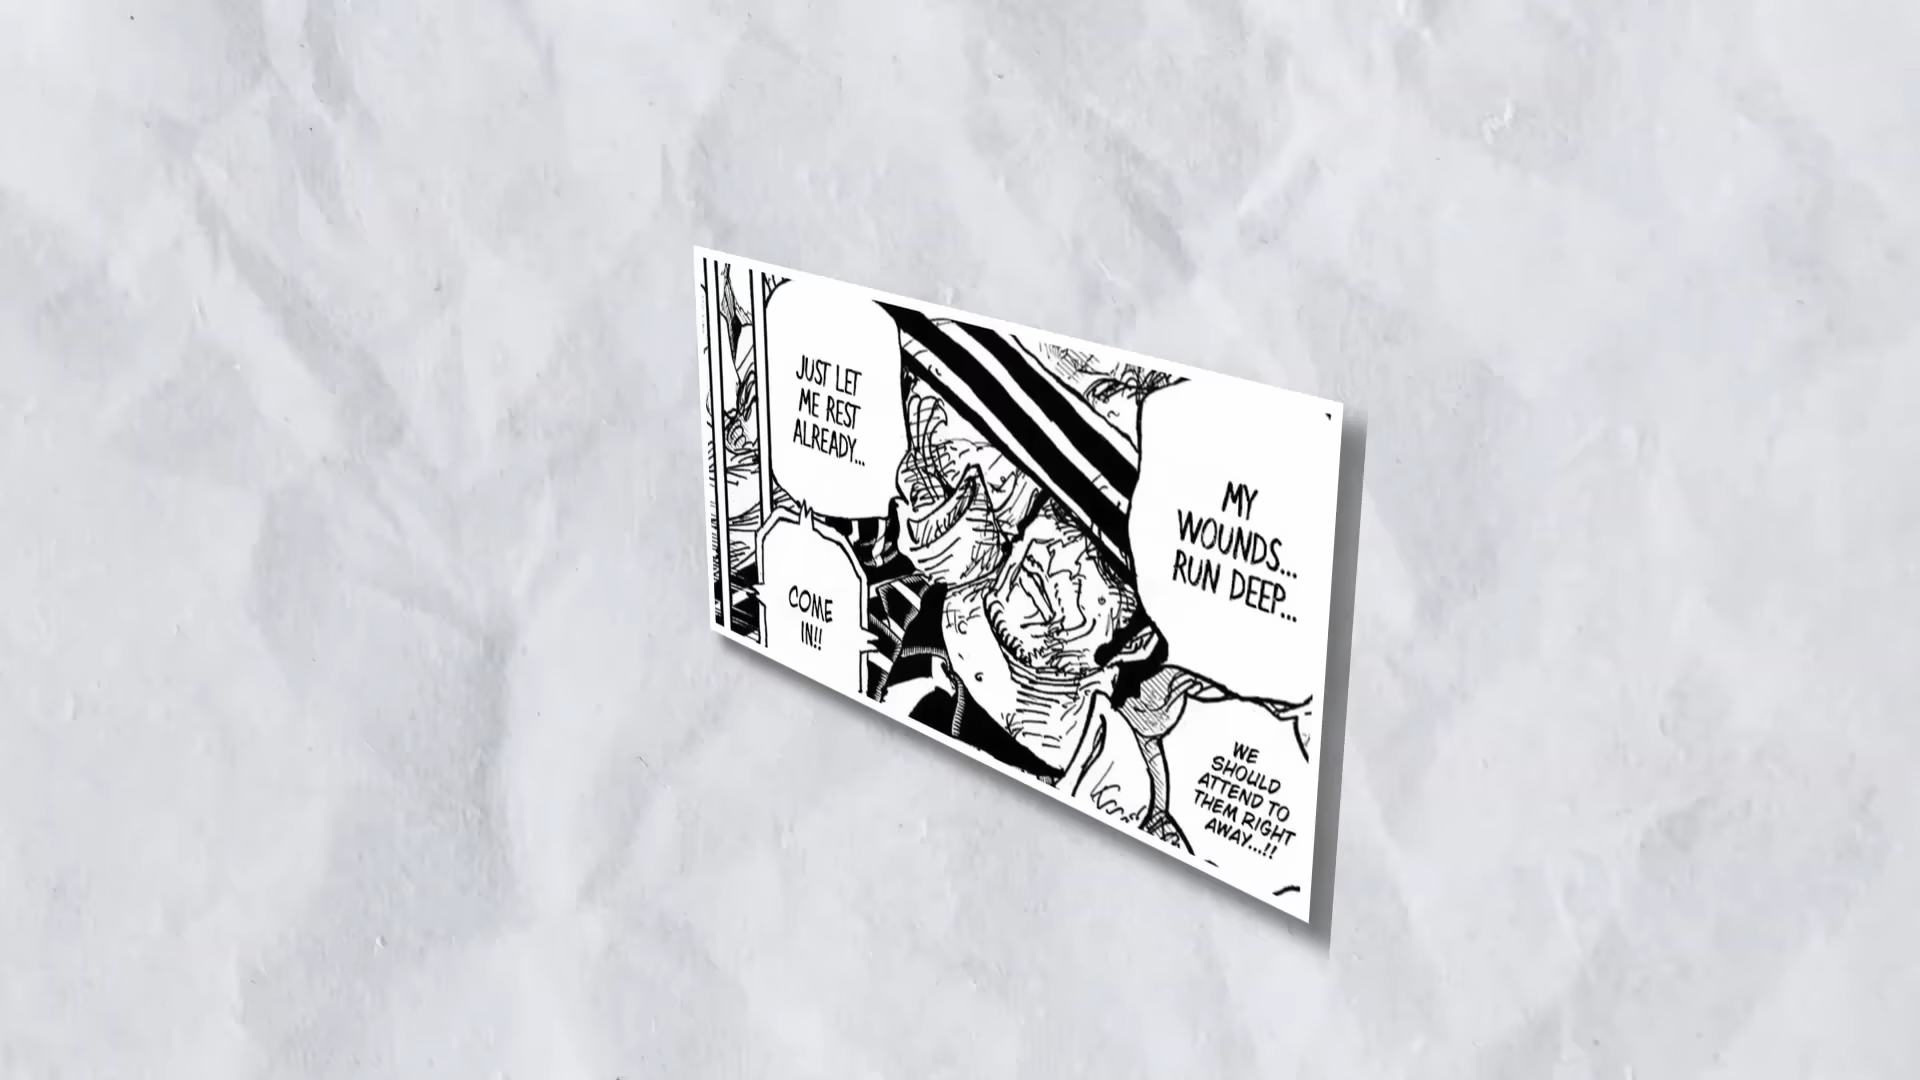 MY
WOUNDS...
RUN DEEP...
WE
SHOULD
ATTEND TO
THEM RIGHT
AWAY...!!
JUST LET
ME REST
ALREADY...
COME
IN!!